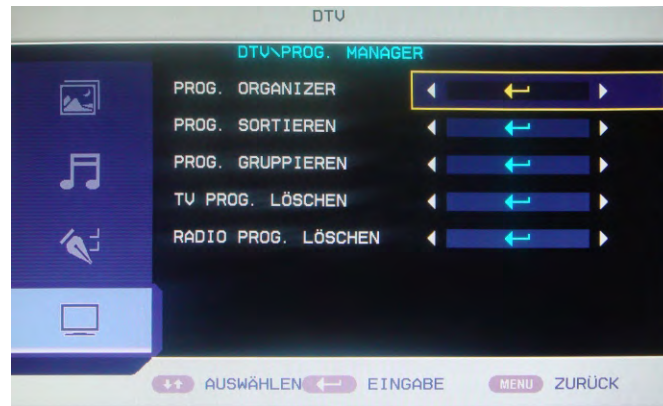 DTV
DTV\PROG. MANAGER
PROG. ORGANIZER
PROG. SORTIEREN
PROG. GRUPPIEREN
TV PROG. LÖSCHEN
RADIO PROG. LÖSCHEN
AUSWÄHLEN EINGABE MENU ZURÜCK